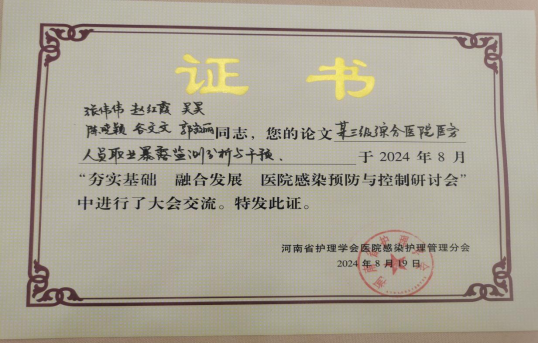 证书
张伟伟 赵红霞 吴昊
陈晓颖 谷文文 郭莉丽同志,您的论文某三级综合医院医务
人员职业暴露监测分析与干预、于 2024 年 8 月
“夯实基础 融合发展 医院感染预防与控制研讨会”
中进行了大会交流。特发此证。
河南省护理学会医院感染护理管理分会
2024 年 8 月 19 日